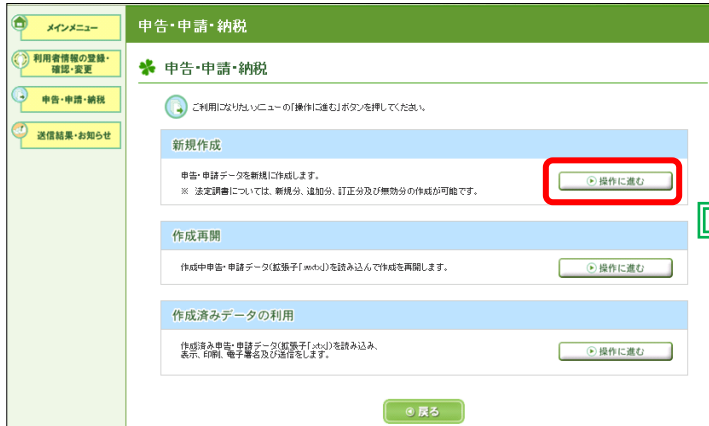 メインメニュー
利用者情報の登録・
確認・変更
申告・申請・納税
送信結果・お知らせ
申告・申請・納税
申告・申請・納税
ご利用になりたいメニューの「操作に進む」ボタンを押してください。
新規作成
申告・申請データを新規に作成します。
※ 法定調書については、新規分、追加分、訂正分及び無効分の作成が可能です。
操作に進む
作成再開
作成中申告・申請データ(拡張子「.wxtx」)を読み込んで作成を再開します。
操作に進む
作成済みデータの利用
作成済み申告・申請データ(拡張子「.xtx」)を読み込み、
表示、印刷、電子署名及び送信をします。
操作に進む
戻る